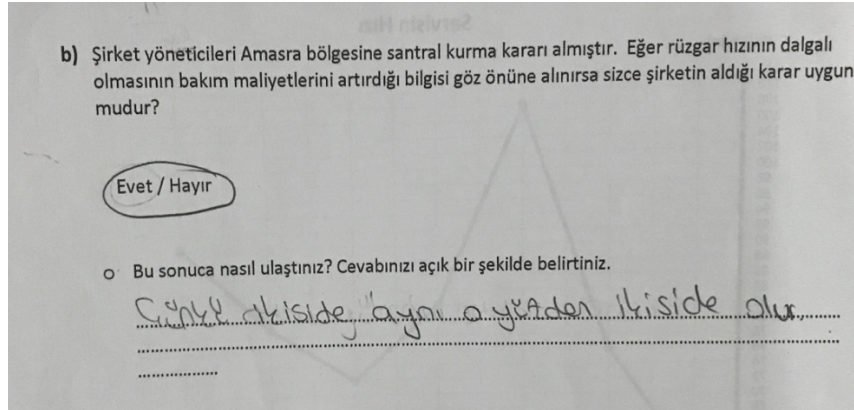 b) Şirket yöneticileri Amasra bölgesine santral kurma kararı almıştır. Eğer rüzgar hızının dalgalı
olmasının bakım maliyetlerini artırdığı bilgisi göz önüne alınırsa sizce şirketin aldığı karar uygun
mudur?
Evet / Hayır
o Bu sonuca nasıl ulaştınız? Cevabınızı açık bir şekilde belirtiniz.
Çünkü ikiside aynı o yüzden ikiside olur